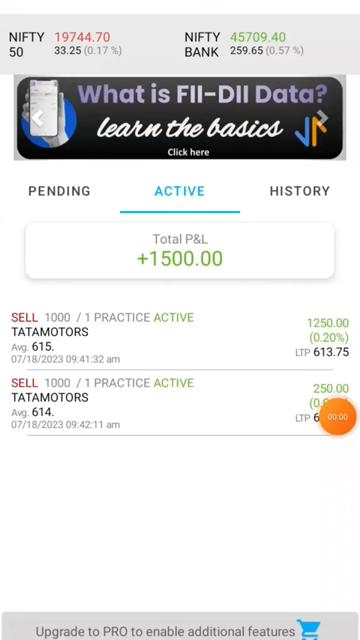 NIFTY 50 19744.70 33.25 (0.17 %)
NIFTY BANK 45709.40 259.65 (0.57 %)
What is FII-DII Data?
learn the basics
Click here
PENDING ACTIVE HISTORY
Total P&L
+1500.00
SELL 1000 / 1 PRACTICE ACTIVE
1250.00
TATAMOTORS
(0.20%)
Avg. 615.
LTP 613.75
07/18/2023 09:41:32 am
SELL 1000 / 1 PRACTICE ACTIVE
250.00
TATAMOTORS
Avg. 614.
LTP
00:00
07/18/2023 09:42:11 am
Upgrade to PRO to enable additional features